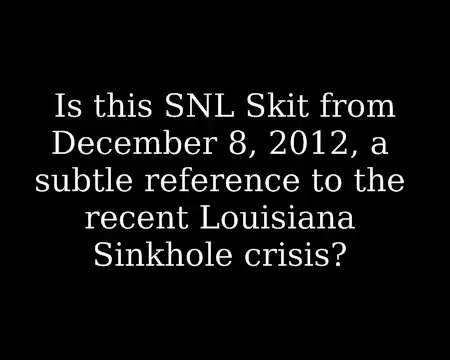 Is this SNL Skit from
December 8, 2012, a
subtle reference to the
recent Louisiana
Sinkhole crisis?